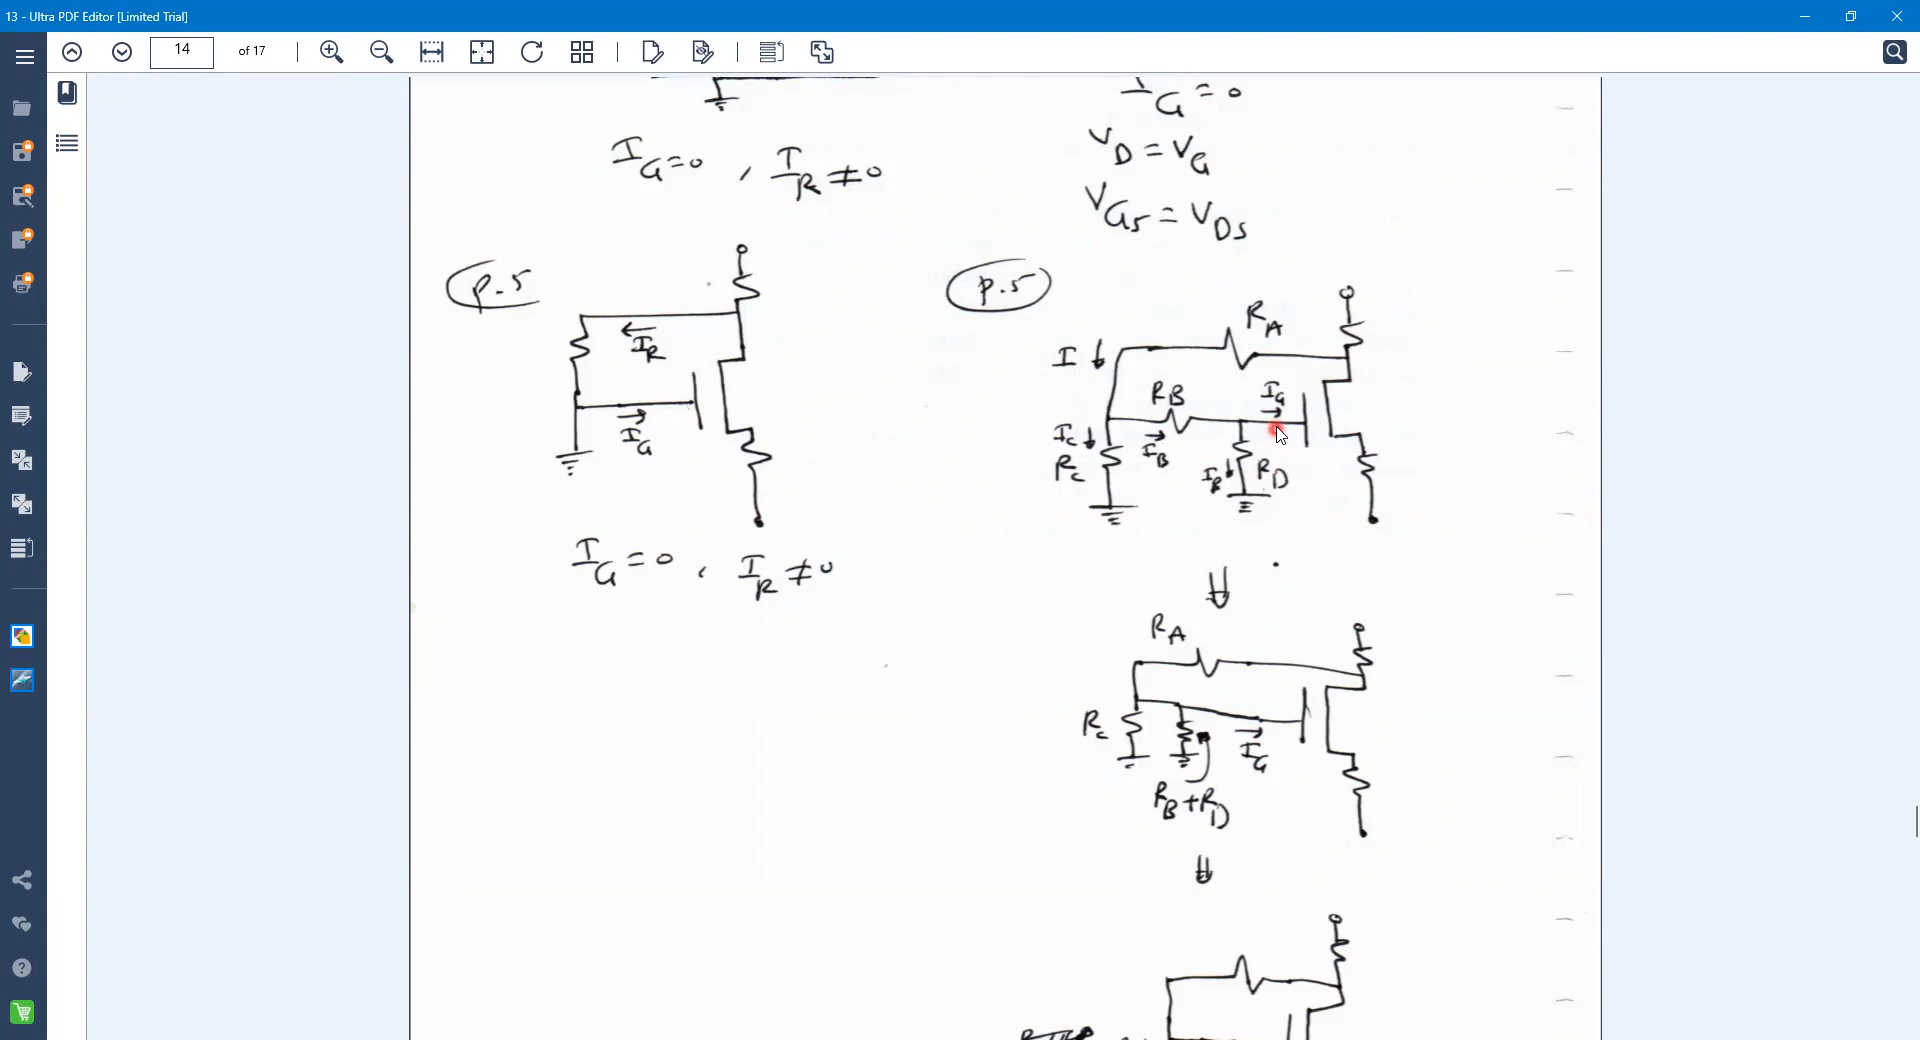 13 - Ultra PDF Editor [Limited Trial]
14 of 17
I_G = 0
I_G = 0 , I_R ≠ 0
V_D = V_G
V_GS = V_DS
P.5
I_R
I_G
I_G = 0 , I_R ≠ 0
P.5
R_A
I
R_B
I_G
I_C
I_B
R_C
I_B
R_D
R_A
R_C
I_G
R_B + R_D